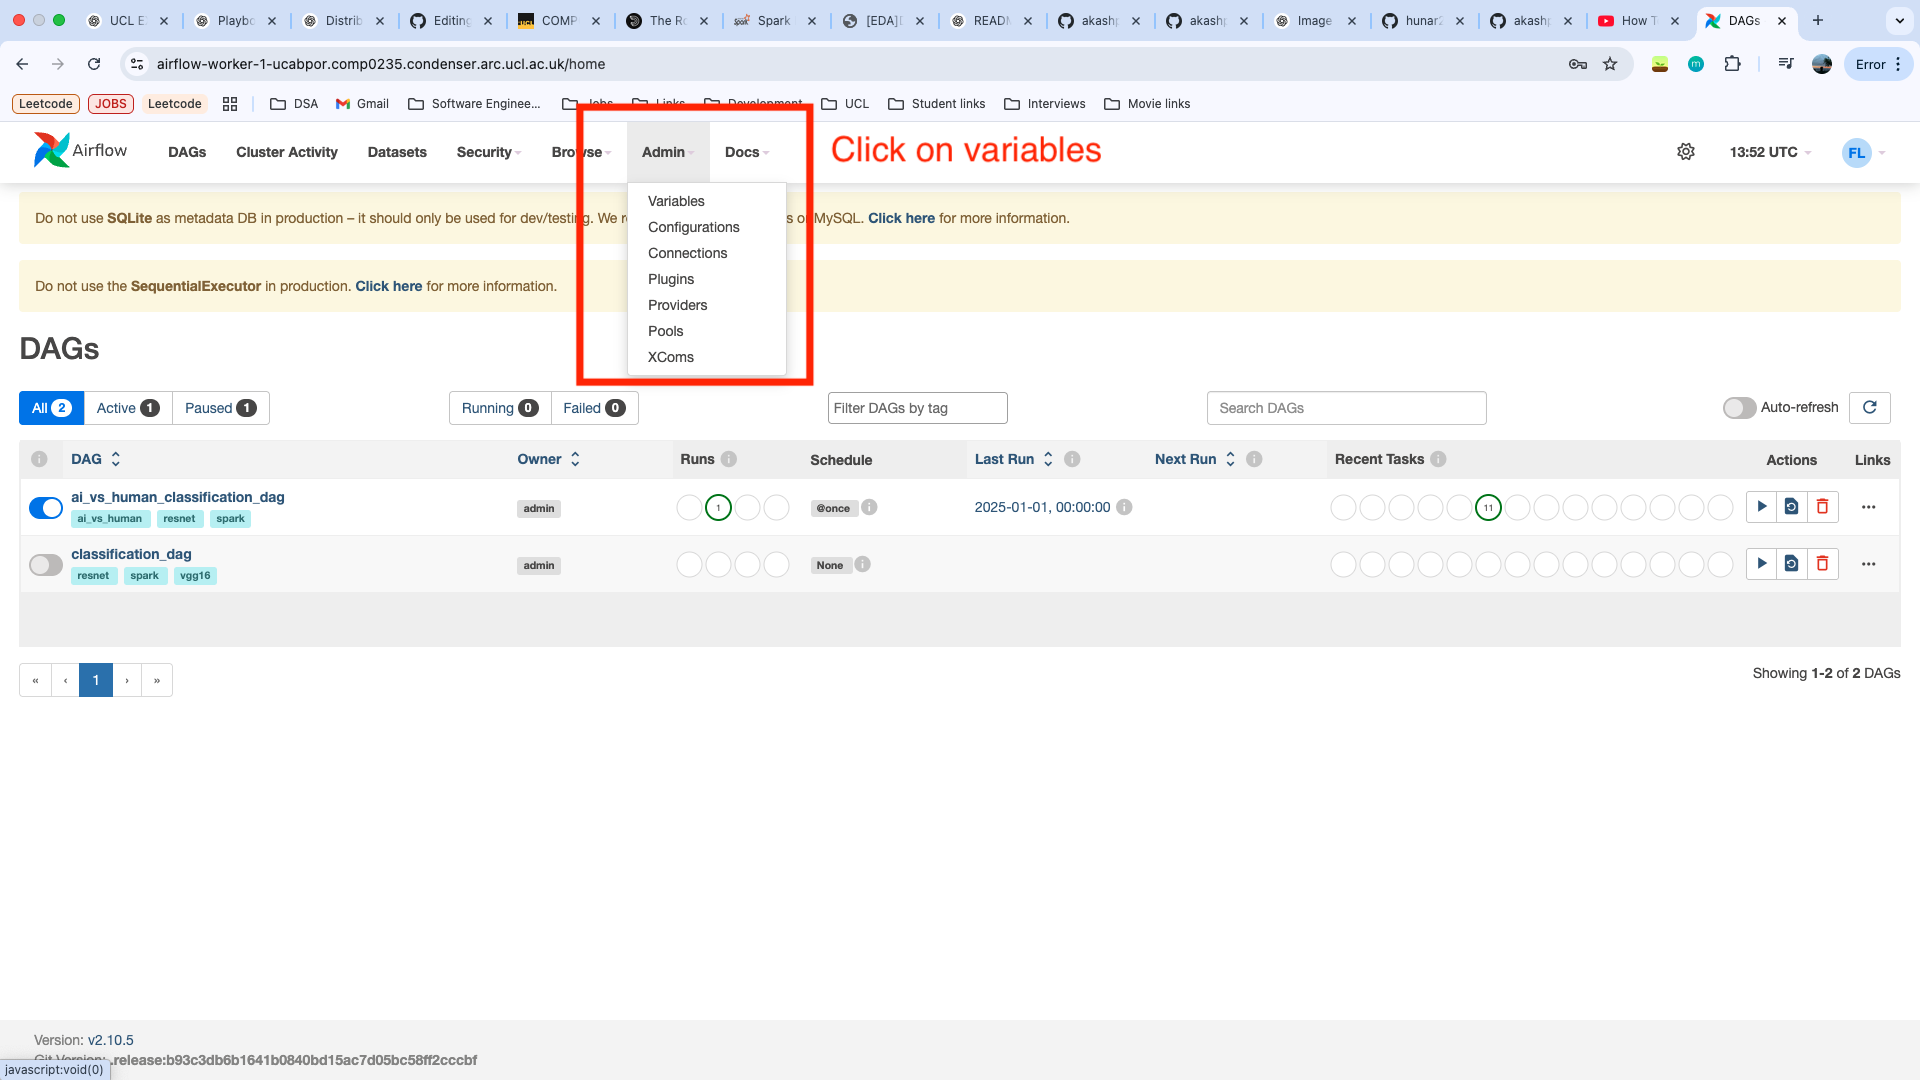 UCL E
Playbo
Distrib
Editing
COMP
The Ro
Spark
[EDA]
READM
akashp
akashp
Image
hunar2
akashp
How T
DAGs
airflow-worker-1-ucabpor.comp0235.condenser.arc.ucl.ac.uk/home
Error
Leetcode
JOBS
Leetcode
DSA
Gmail
Software Enginee...
Jobs
Links
Development
UCL
Student links
Interviews
Movie links
Airflow
DAGs
Cluster Activity
Datasets
Security
Browse
Admin
Docs
Click on variables
13:52 UTC
FL
Variables
Configurations
Connections
Plugins
Providers
Pools
XComs
Do not use SQLite as metadata DB in production – it should only be used for dev/testing. We r s or MySQL. Click here for more information.
Do not use the SequentialExecutor in production. Click here for more information.
DAGs
All 2
Active 1
Paused 1
Running 0
Failed 0
Filter DAGs by tag
Search DAGs
Auto-refresh
DAG
Owner
Runs
Schedule
Last Run
Next Run
Recent Tasks
Actions
Links
ai_vs_human_classification_dag
ai_vs_human
resnet
spark
admin
1
@once
2025-01-01, 00:00:00
11
classification_dag
resnet
spark
vgg16
admin
None
« ‹ 1 › »
Showing 1-2 of 2 DAGs
Version: v2.10.5
Git Version: .release:b93c3db6b1641b0840bd15ac7d05bc58ff2cccbf
javascript:void(0)